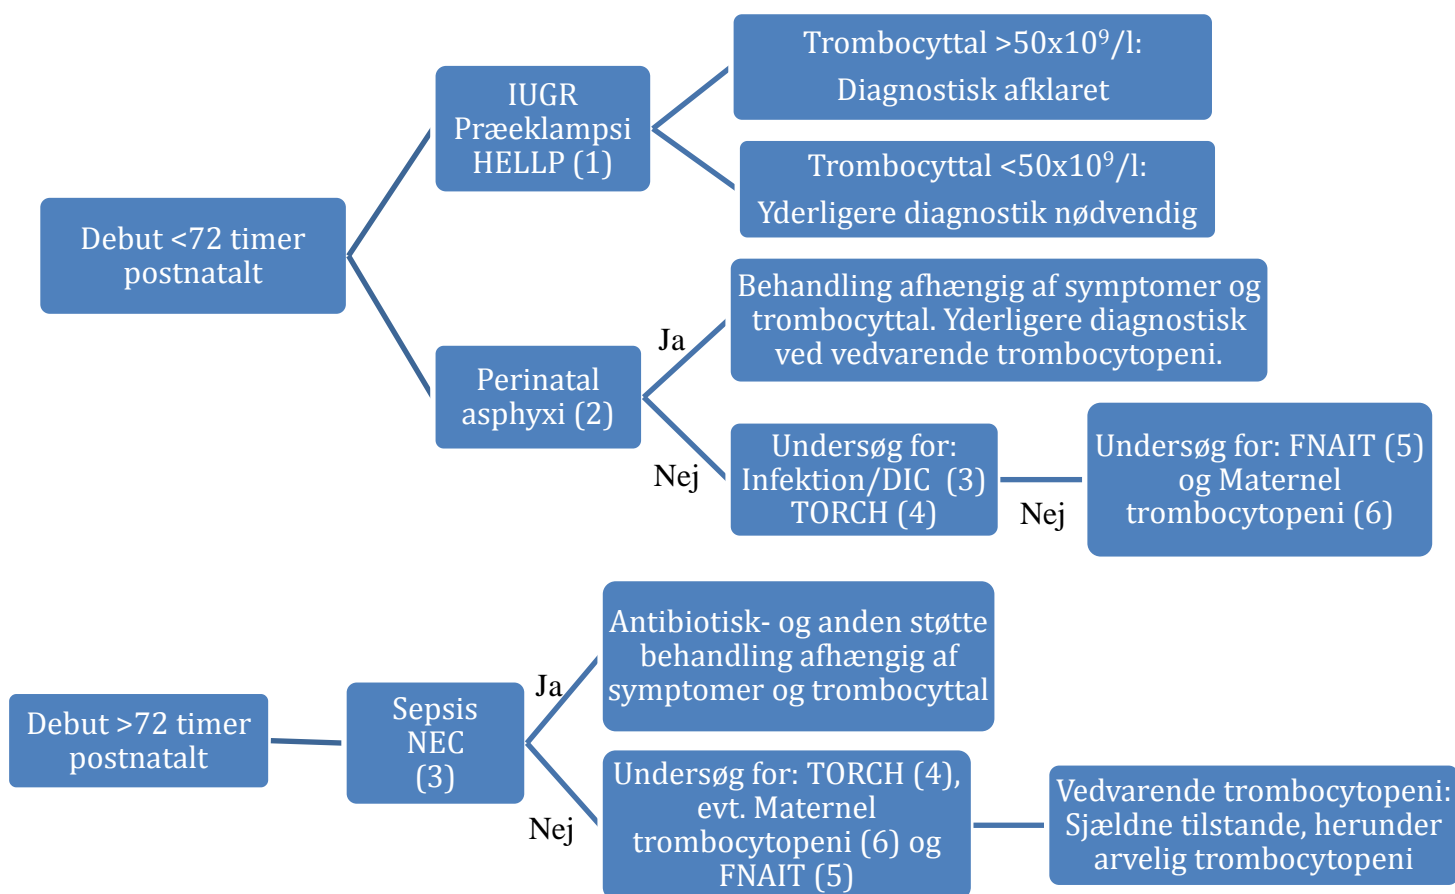 Debut <72 timer
postnatalt
IUGR
Præeklampsi
HELLP (1)
Trombocyttal >50x10⁹/l:
Diagnostisk afklaret
Trombocyttal <50x10⁹/l:
Yderligere diagnostik nødvendig
Perinatal
asphyxi (2)
Ja
Behandling afhængig af symptomer og
trombocyttal. Yderligere diagnostisk
ved vedvarende trombocytopeni.
Nej
Undersøg for:
Infektion/DIC (3)
TORCH (4)
Nej
Undersøg for: FNAIT (5)
og Maternel
trombocytopeni (6)
Debut >72 timer
postnatalt
Sepsis
NEC
(3)
Ja
Antibiotisk- og anden støtte
behandling afhængig af
symptomer og trombocyttal
Nej
Undersøg for: TORCH (4),
evt. Maternel
trombocytopeni (6) og
FNAIT (5)
Vedvarende trombocytopeni:
Sjældne tilstande, herunder
arvelig trombocytopeni